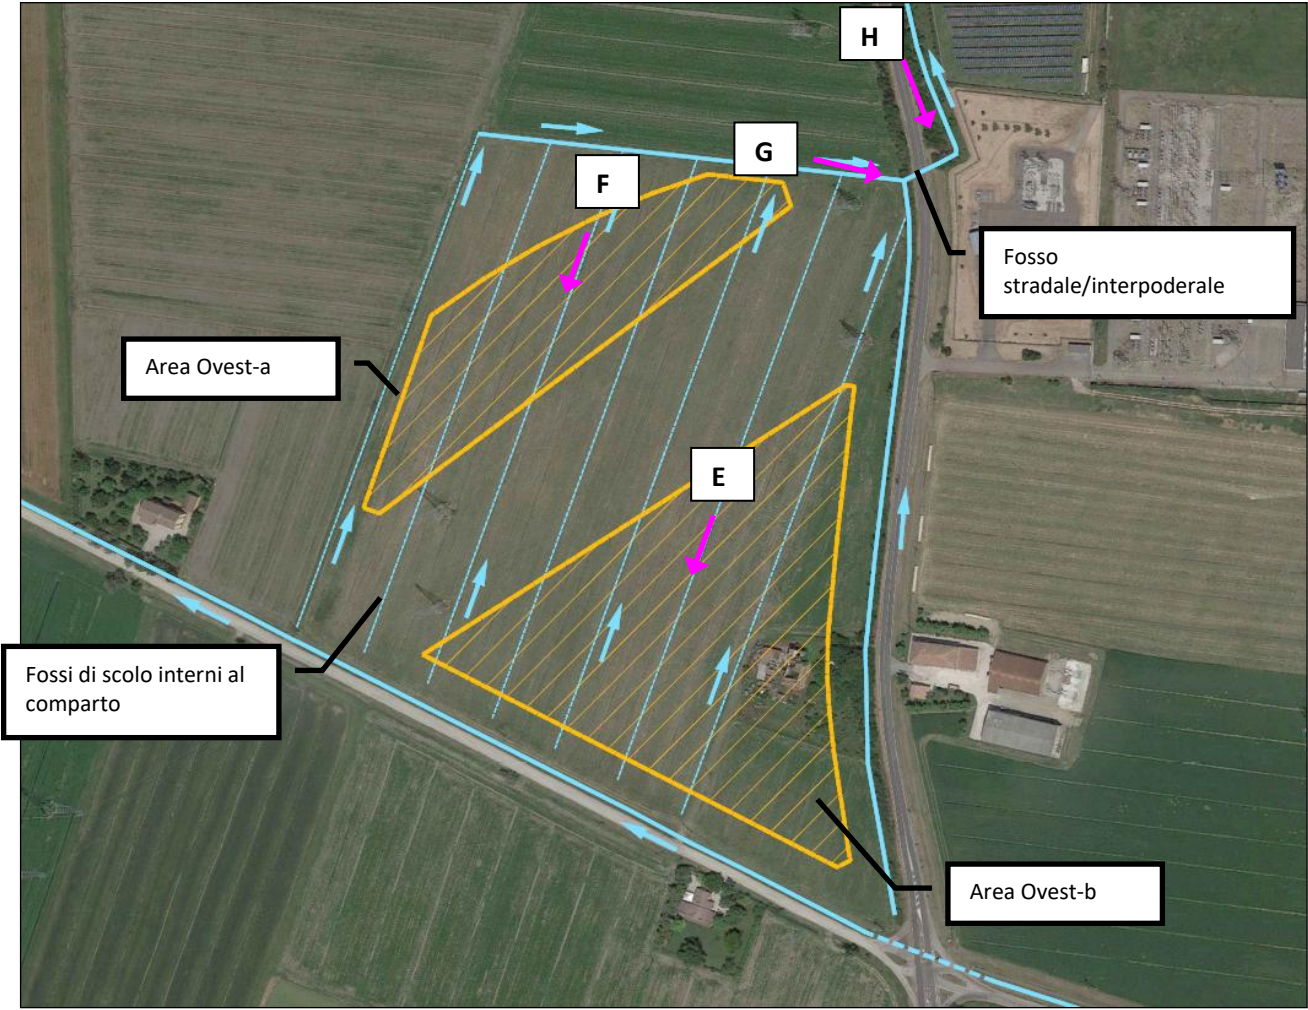 H
G
F
Fosso
stradale/interpoderale
Area Ovest-a
E
Fossi di scolo interni al
comparto
Area Ovest-b